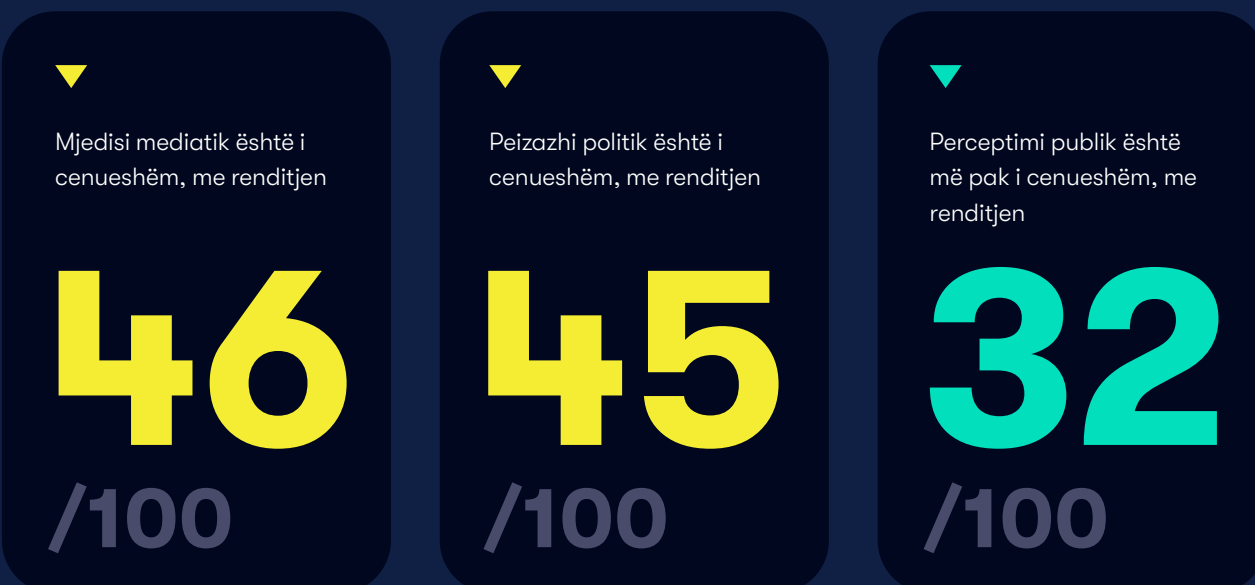 Mjedisi mediatik është i
cenueshëm, me renditjen
46
/100
Peizazhi politik është i
cenueshëm, me renditjen
45
/100
Perceptimi publik është
më pak i cenueshëm, me
renditjen
32
/100